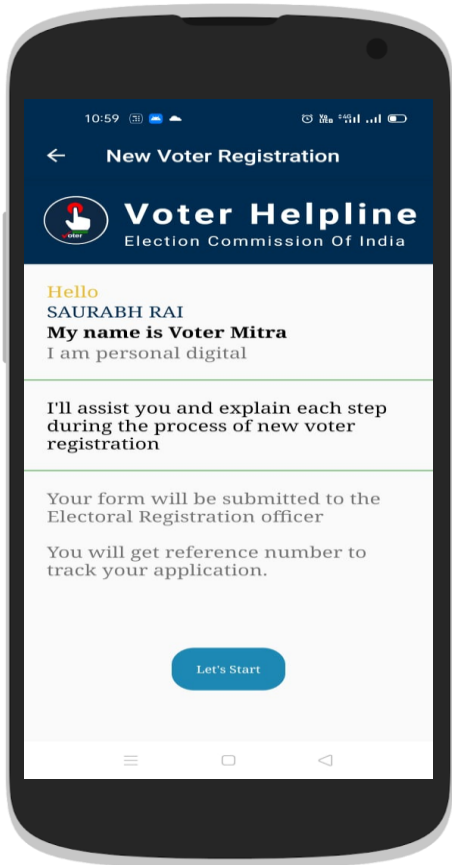 10:59
New Voter Registration
Voter Helpline
Election Commission Of India
Hello
SAURABH RAI
My name is Voter Mitra
I am personal digital
I'll assist you and explain each step
during the process of new voter
registration
Your form will be submitted to the
Electoral Registration officer
You will get reference number to
track your application.
Let's Start